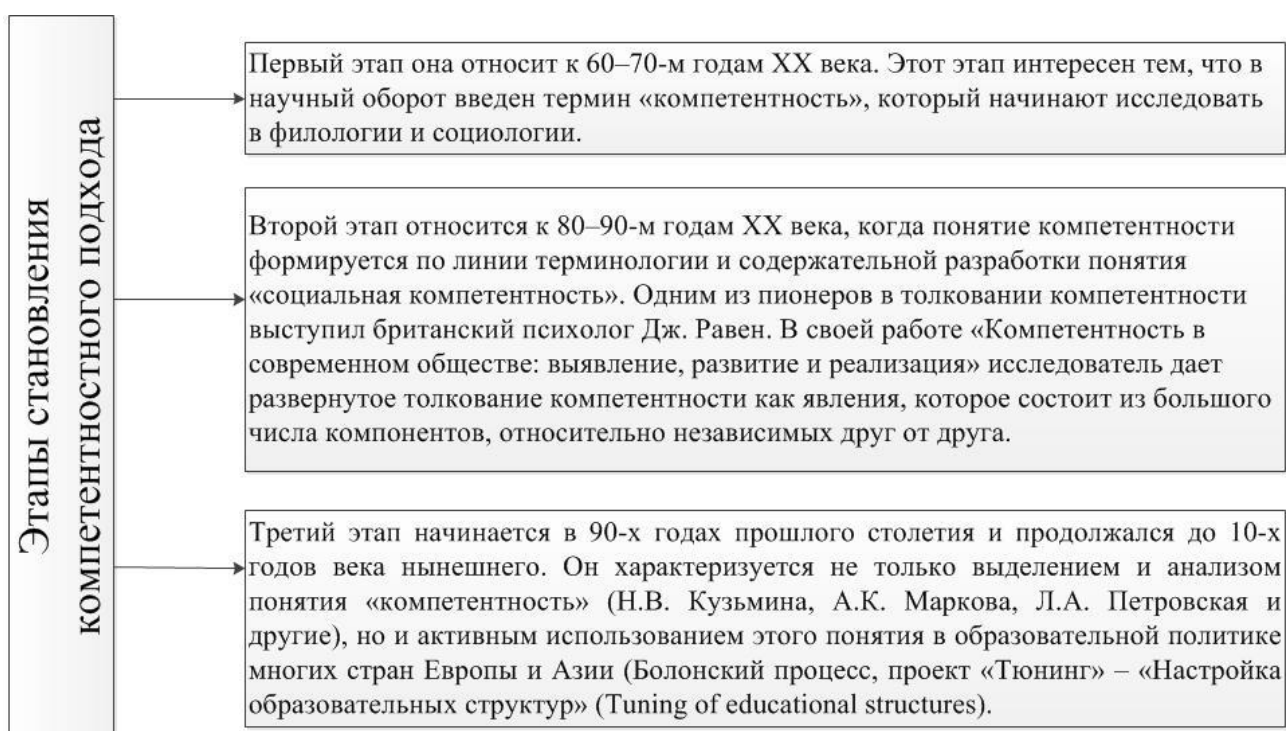 Этапы становления
компетентностного подхода
Первый этап она относит к 60–70-м годам XX века. Этот этап интересен тем, что в
научный оборот введен термин «компетентность», который начинают исследовать
в филологии и социологии.
Второй этап относится к 80–90-м годам XX века, когда понятие компетентности
формируется по линии терминологии и содержательной разработки понятия
«социальная компетентность». Одним из пионеров в толковании компетентности
выступил британский психолог Дж. Равен. В своей работе «Компетентность в
современном обществе: выявление, развитие и реализация» исследователь дает
развернутое толкование компетентности как явления, которое состоит из большого
числа компонентов, относительно независимых друг от друга.
Третий этап начинается в 90-х годах прошлого столетия и продолжался до 10-х
годов века нынешнего. Он характеризуется не только выделением и анализом
понятия «компетентность» (Н.В. Кузьмина, А.К. Маркова, Л.А. Петровская и
другие), но и активным использованием этого понятия в образовательной политике
многих стран Европы и Азии (Болонский процесс, проект «Тюнинг» – «Настройка
образовательных структур» (Tuning of educational structures).